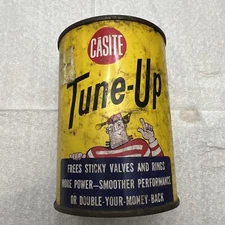 CASITE
Tune-Up
FREES STICKY VALVES AND RINGS
MORE POWER—SMOOTHER PERFORMANCE
OR DOUBLE-YOUR-MONEY-BACK